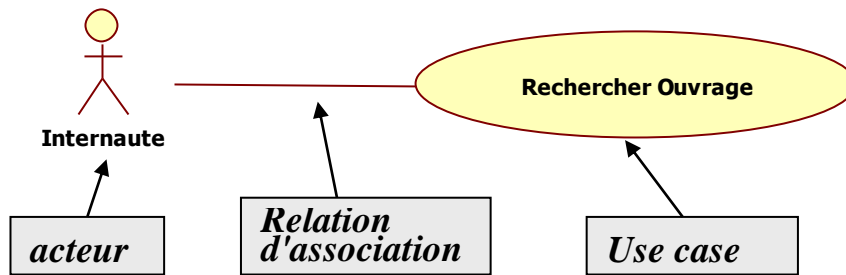 Rechercher Ouvrage
Internaute
acteur
Relation
d'association
Use case